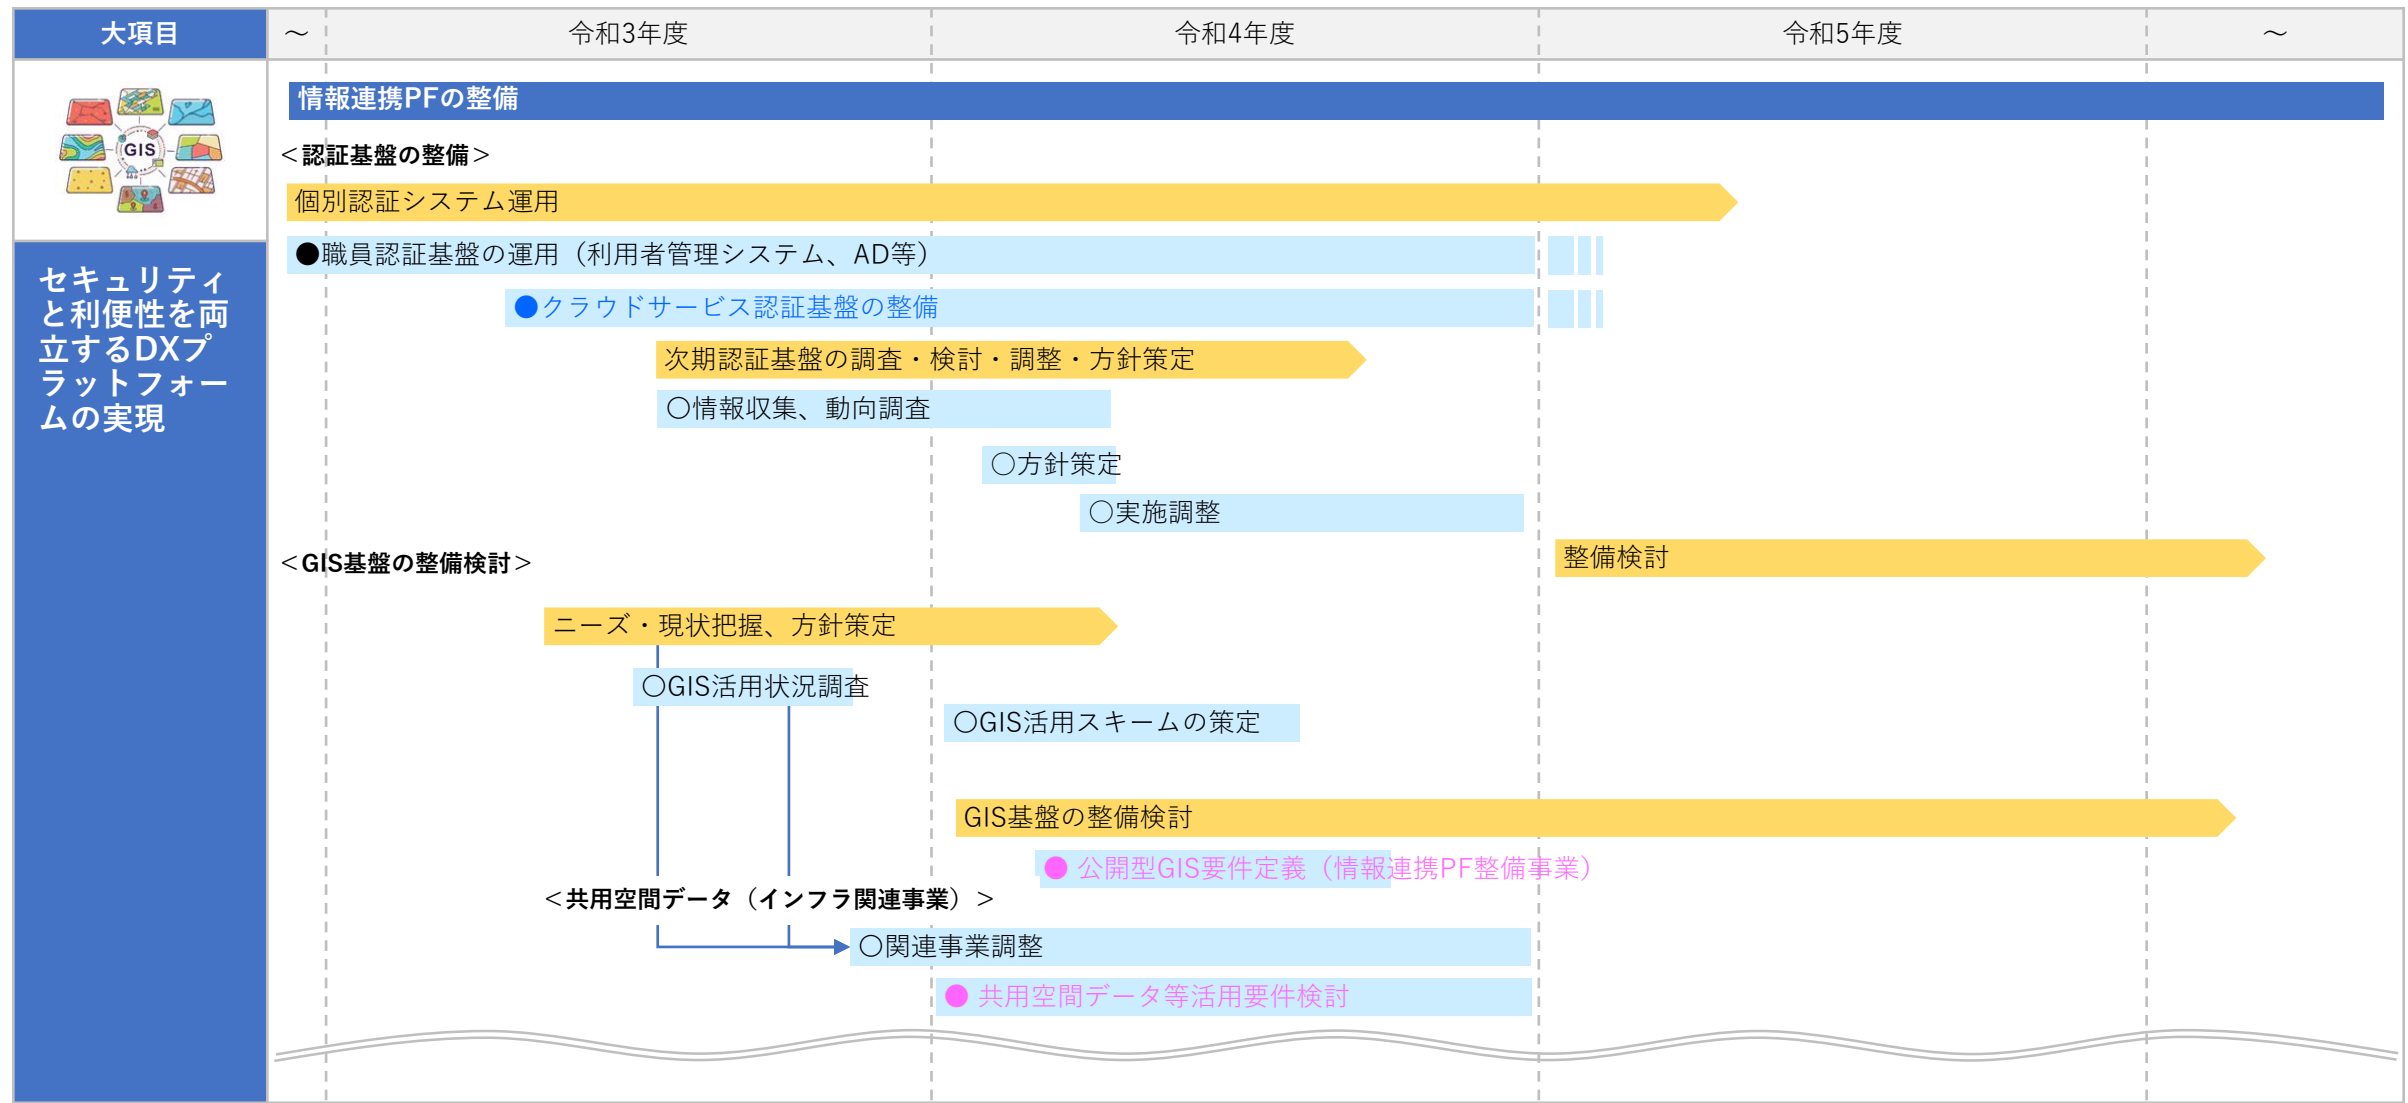 大項目
～
令和3年度
令和4年度
令和5年度
～
GIS
セキュリティ
と利便性を両
立するDXプ
ラットフォー
ムの実現
情報連携PFの整備
＜認証基盤の整備＞
個別認証システム運用
●職員認証基盤の運用（利用者管理システム、AD等）
●クラウドサービス認証基盤の整備
次期認証基盤の調査・検討・調整・方針策定
〇情報収集、動向調査
〇方針策定
〇実施調整
整備検討
＜GIS基盤の整備検討＞
ニーズ・現状把握、方針策定
〇GIS活用状況調査
〇GIS活用スキームの策定
GIS基盤の整備検討
● 公開型GIS要件定義（情報連携PF整備事業）
＜共用空間データ（インフラ関連事業）＞
〇関連事業調整
● 共用空間データ等活用要件検討